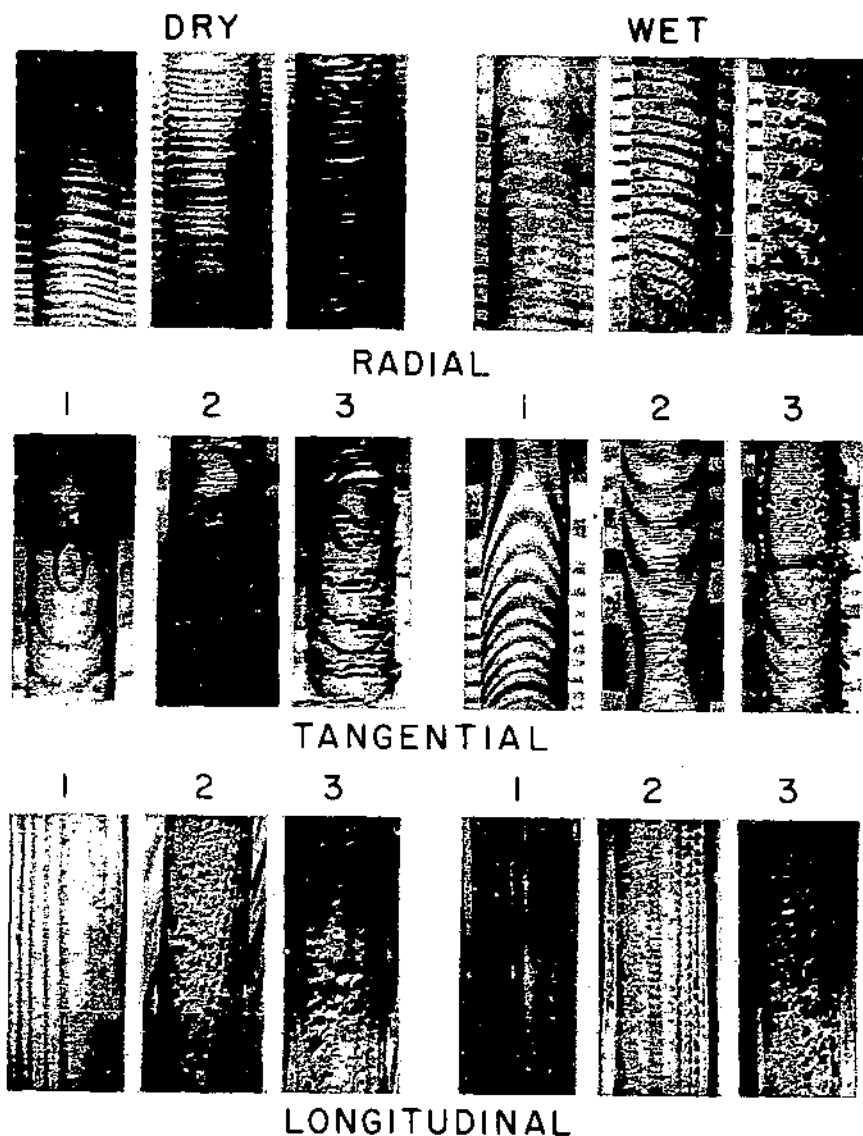 DRY WET
RADIAL
1 2 3 1 2 3
TANGENTIAL
1 2 3 1 2 3
LONGITUDINAL